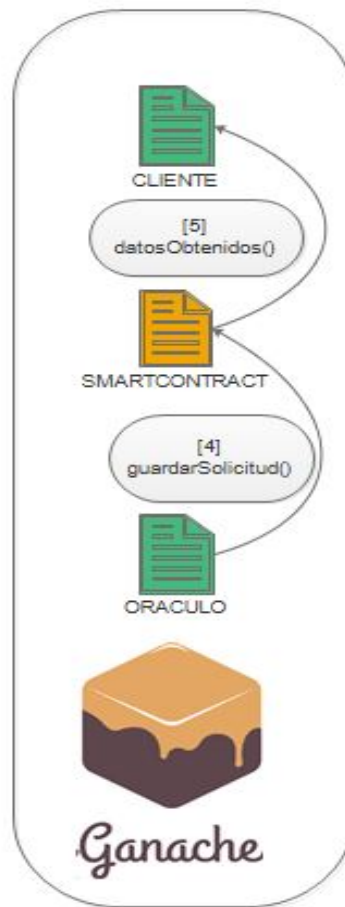 CLIENTE
[5]
datosObtenidos()
SMARTCONTRACT
[4]
guardarSolicitud()
ORACULO
Ganache